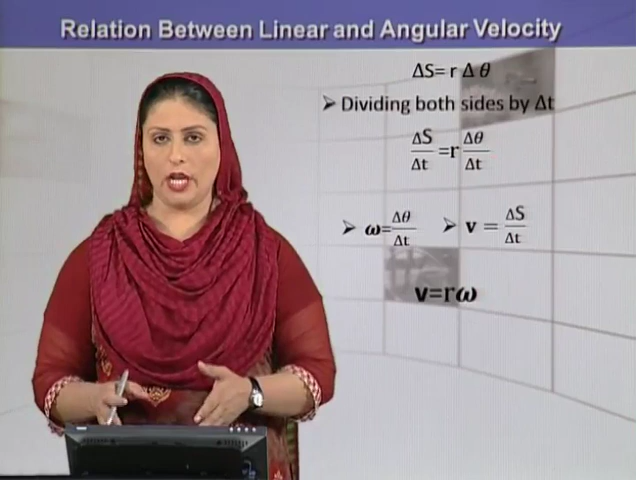 Relation Between Linear and Angular Velocity
ΔS= r Δ θ
➢ Dividing both sides by Δt
ΔS/Δt =r Δθ/Δt
➢ ω=Δθ/Δt ➢ v = ΔS/Δt
v=rω